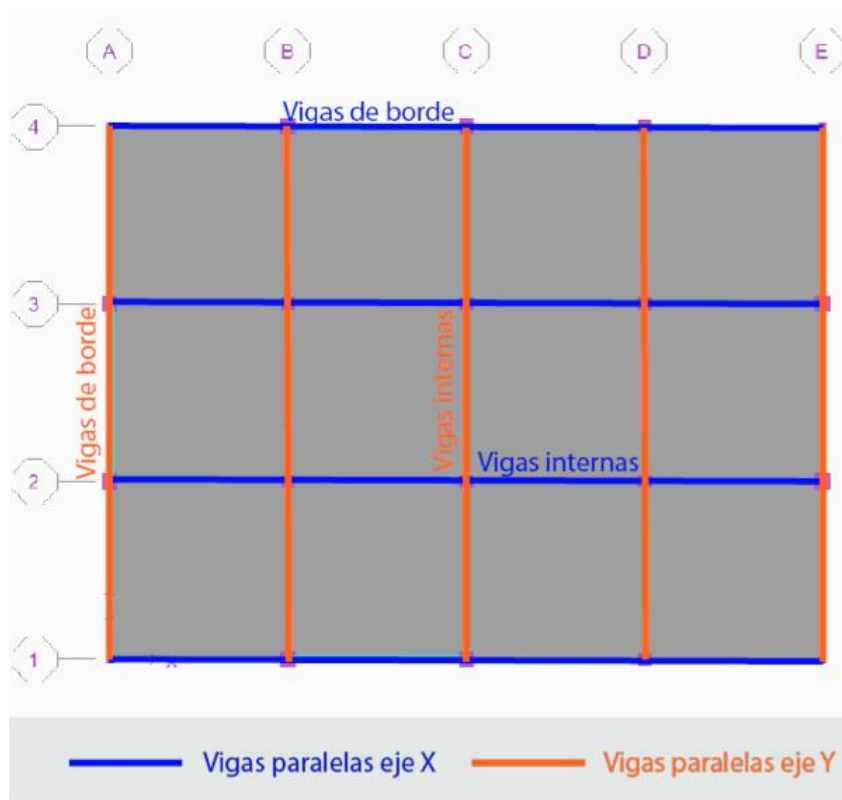 A B C D E
Vigas de borde
4
3
Vigas de borde
Vigas internas
Vigas internas
2
1
X
Vigas paralelas eje X
Vigas paralelas eje Y